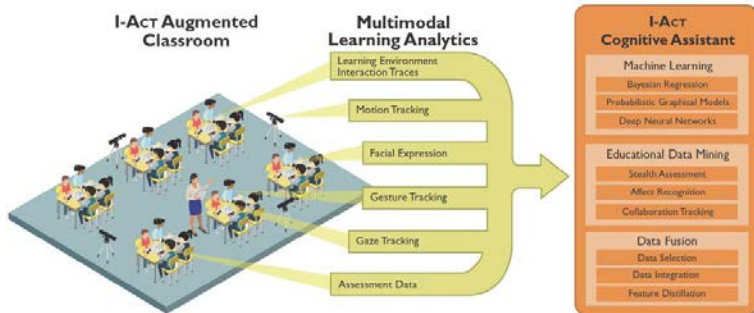 I-ACT Augmented
Classroom
Multimodal
Learning Analytics
Learning Environment
Interaction Traces
Motion Tracking
Facial Expression
Gesture Tracking
Gaze Tracking
Assessment Data
I-ACT
Cognitive Assistant
Machine Learning
Bayesian Regression
Probabilistic Graphical Models
Deep Neural Networks
Educational Data Mining
Stealth Assessment
Affect Recognition
Collaboration Tracking
Data Fusion
Data Selection
Data Integration
Feature Distillation